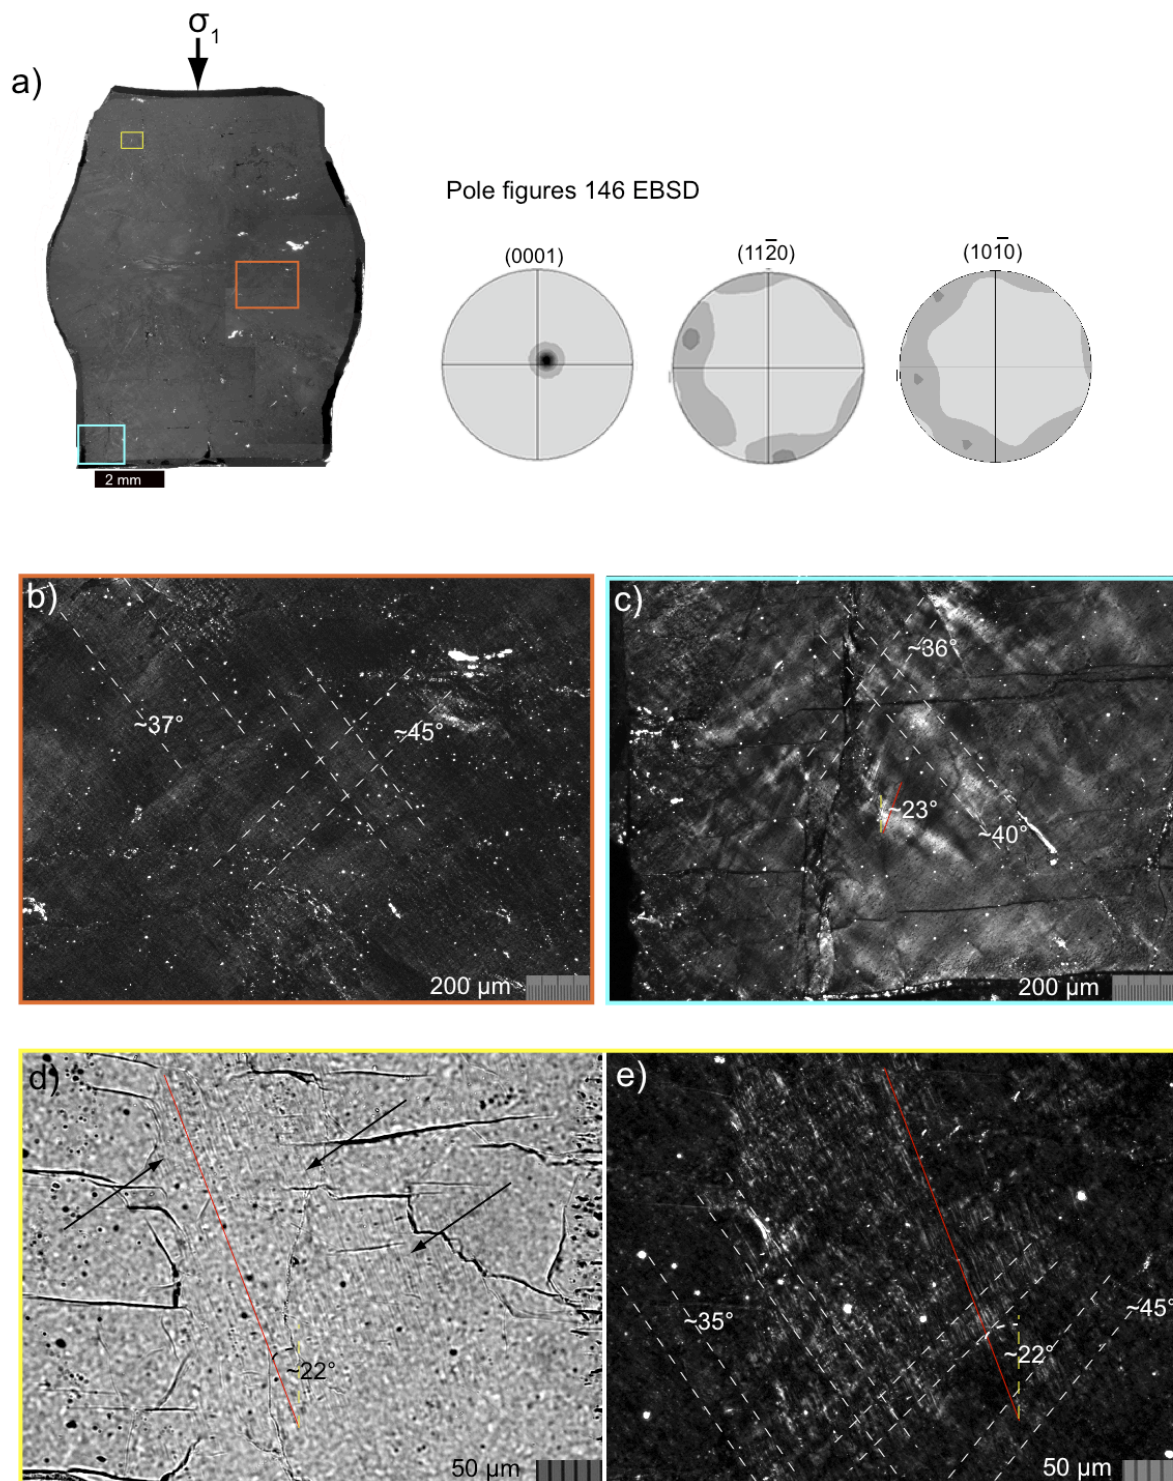 σ1
a)
2 mm
Pole figures 146 EBSD
(0001)
(112̅0)
(101̅0)
b)
~37°
~45°
200 µm
c)
~36°
~23°
~40°
200 µm
d)
~22°
50 µm
e)
~35°
~45°
~22°
50 µm